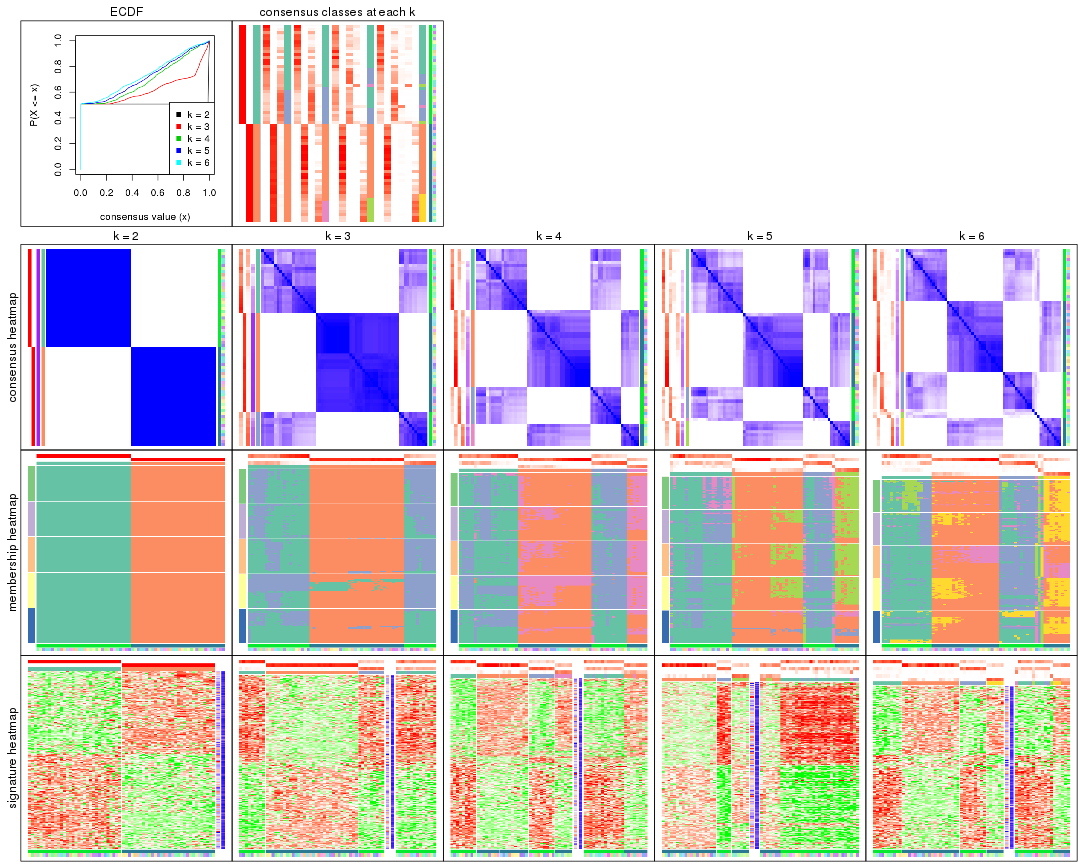 ECDF
consensus classes at each k
P(X <= x)
1.0
0.8
0.6
0.4
0.2
0.0
k = 2
k = 3
k = 4
k = 5
k = 6
0.0 0.2 0.4 0.6 0.8 1.0
consensus value (x)
k = 2 k = 3 k = 4 k = 5 k = 6
consensus heatmap
membership heatmap
signature heatmap